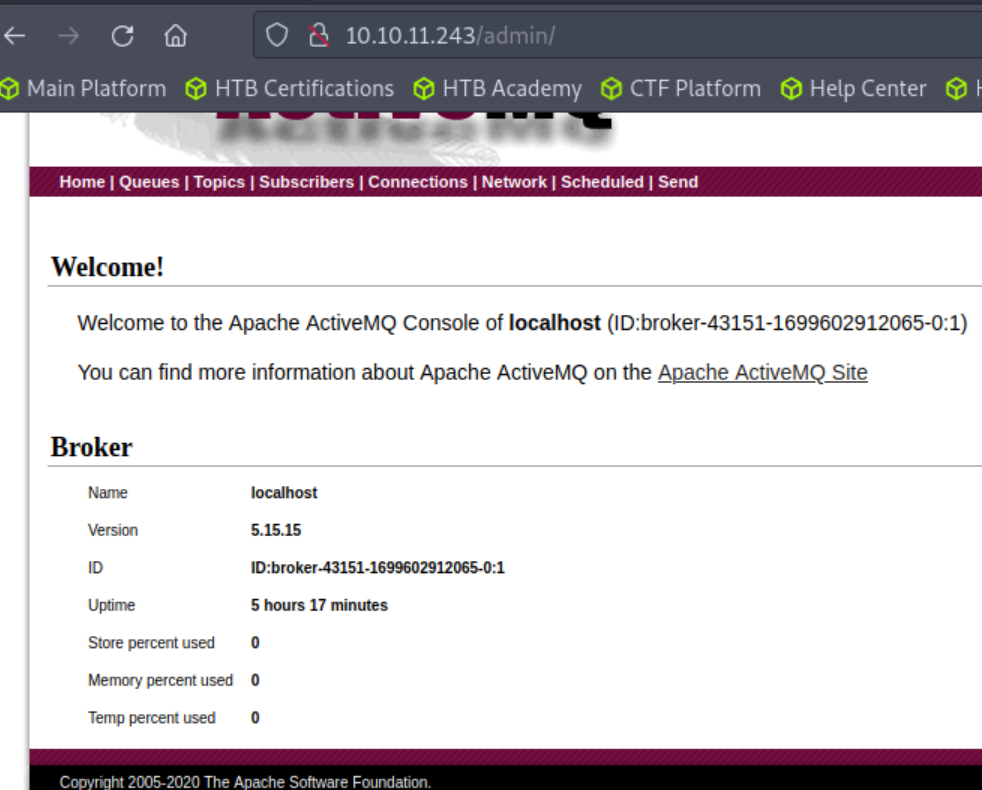 10.10.11.243/admin/
Main Platform HTB Certifications HTB Academy CTF Platform Help Center
Home | Queues | Topics | Subscribers | Connections | Network | Scheduled | Send
Welcome!
Welcome to the Apache ActiveMQ Console of localhost (ID:broker-43151-1699602912065-0:1)
You can find more information about Apache ActiveMQ on the Apache ActiveMQ Site
Broker
Name localhost
Version 5.15.15
ID ID:broker-43151-1699602912065-0:1
Uptime 5 hours 17 minutes
Store percent used 0
Memory percent used 0
Temp percent used 0
Copyright 2005-2020 The Apache Software Foundation.